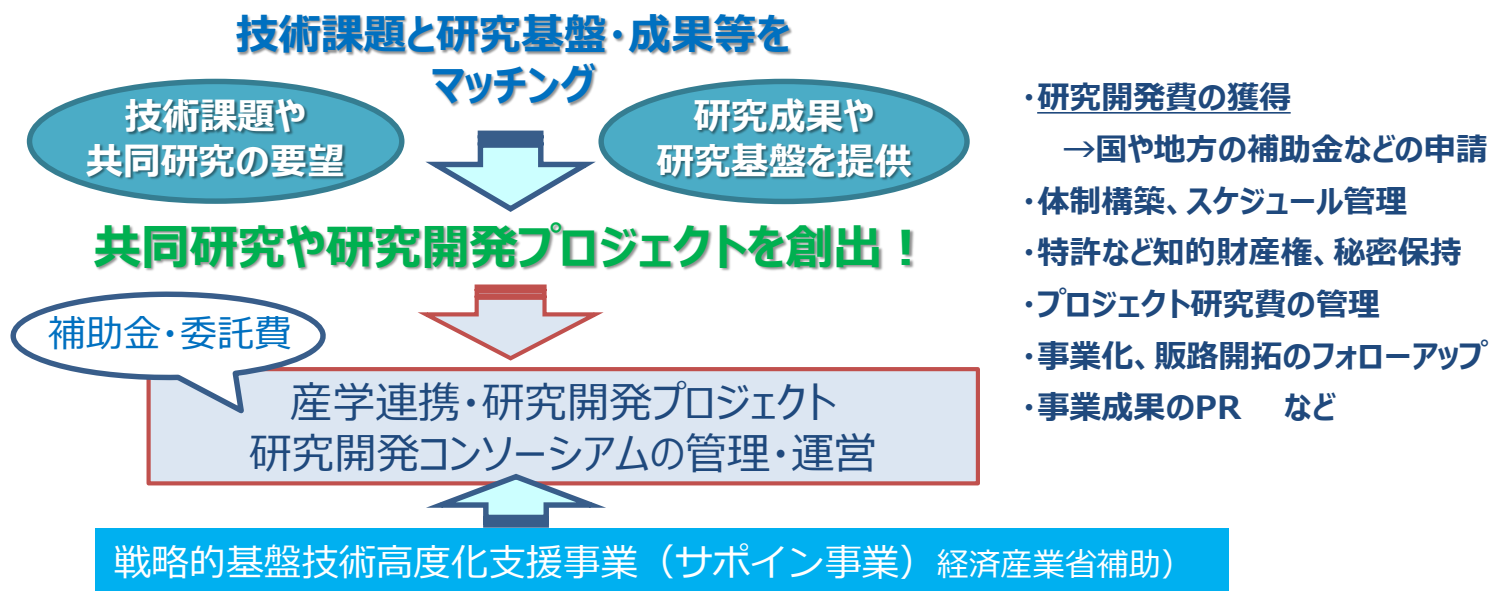 技術課題と研究基盤・成果等を
マッチング
技術課題や
共同研究の要望
研究成果や
研究基盤を提供
共同研究や研究開発プロジェクトを創出！
補助金・委託費
産学連携・研究開発プロジェクト
研究開発コンソーシアムの管理・運営
戦略的基盤技術高度化支援事業（サポイン事業）経済産業省補助）
・研究開発費の獲得
→国や地方の補助金などの申請
・体制構築、スケジュール管理
・特許など知的財産権、秘密保持
・プロジェクト研究費の管理
・事業化、販路開拓のフォローアップ
・事業成果のPR　など